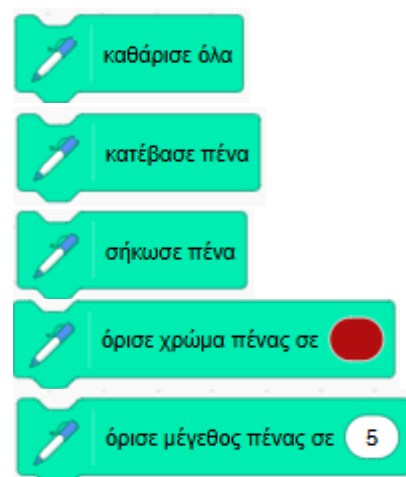 καθάρισε όλα
κατέβασε πένα
σήκωσε πένα
όρισε χρώμα πένας σε
όρισε μέγεθος πένας σε 5